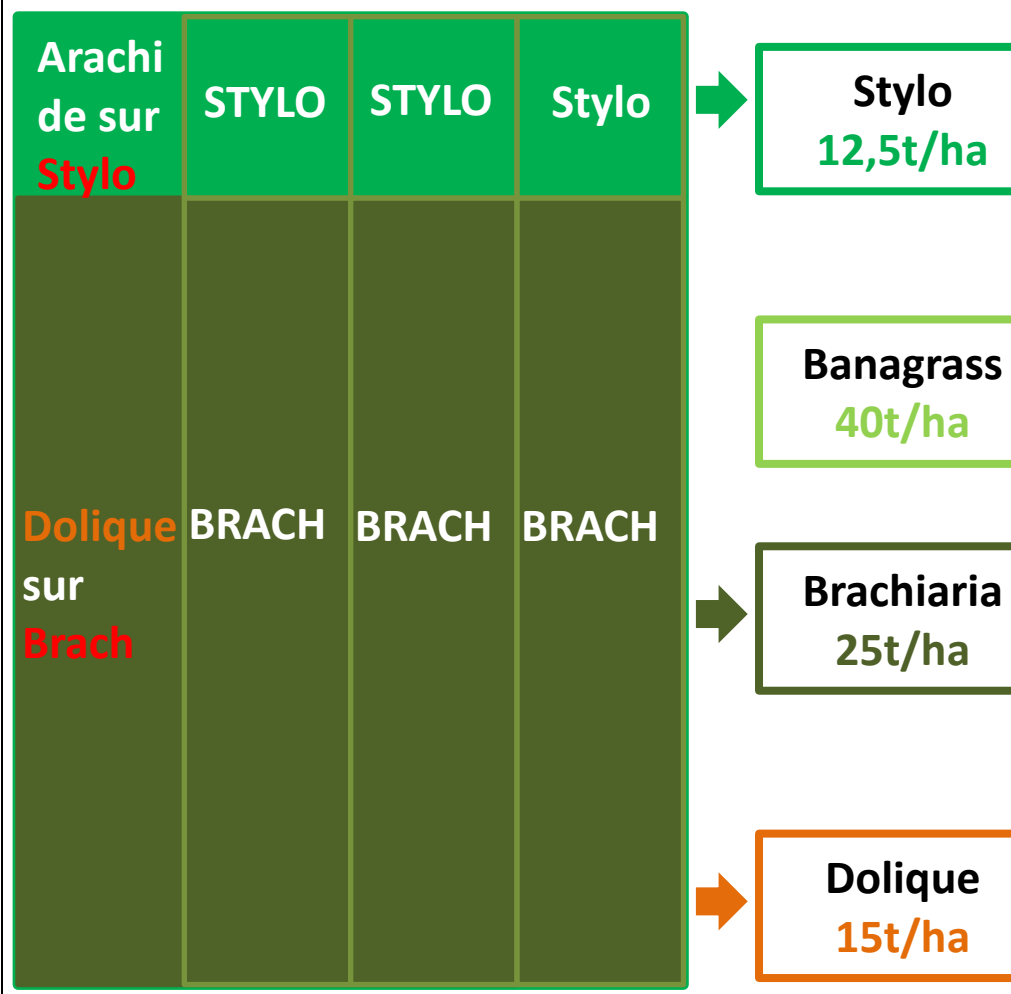 Arachi
de sur
Stylo
STYLO
STYLO
Stylo
Stylo
12,5t/ha
Banagrass
40t/ha
Dolique
sur
Brach
BRACH
BRACH
BRACH
Brachiaria
25t/ha
Dolique
15t/ha